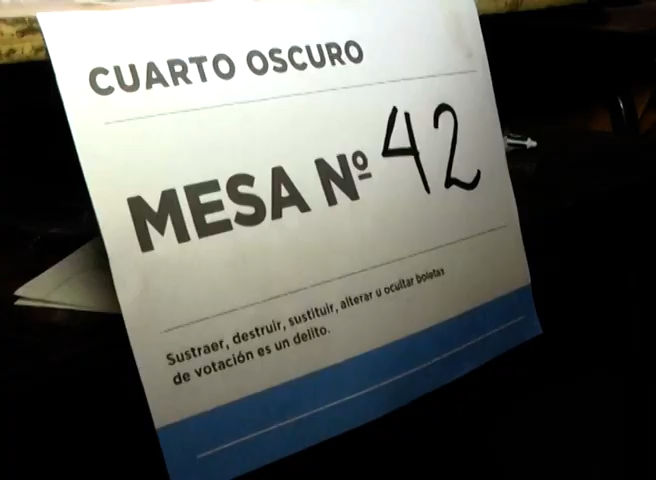 CUARTO OSCURO
MESA Nº 42
Sustraer, destruir, sustituir, alterar u ocultar boletas
de votación es un delito.